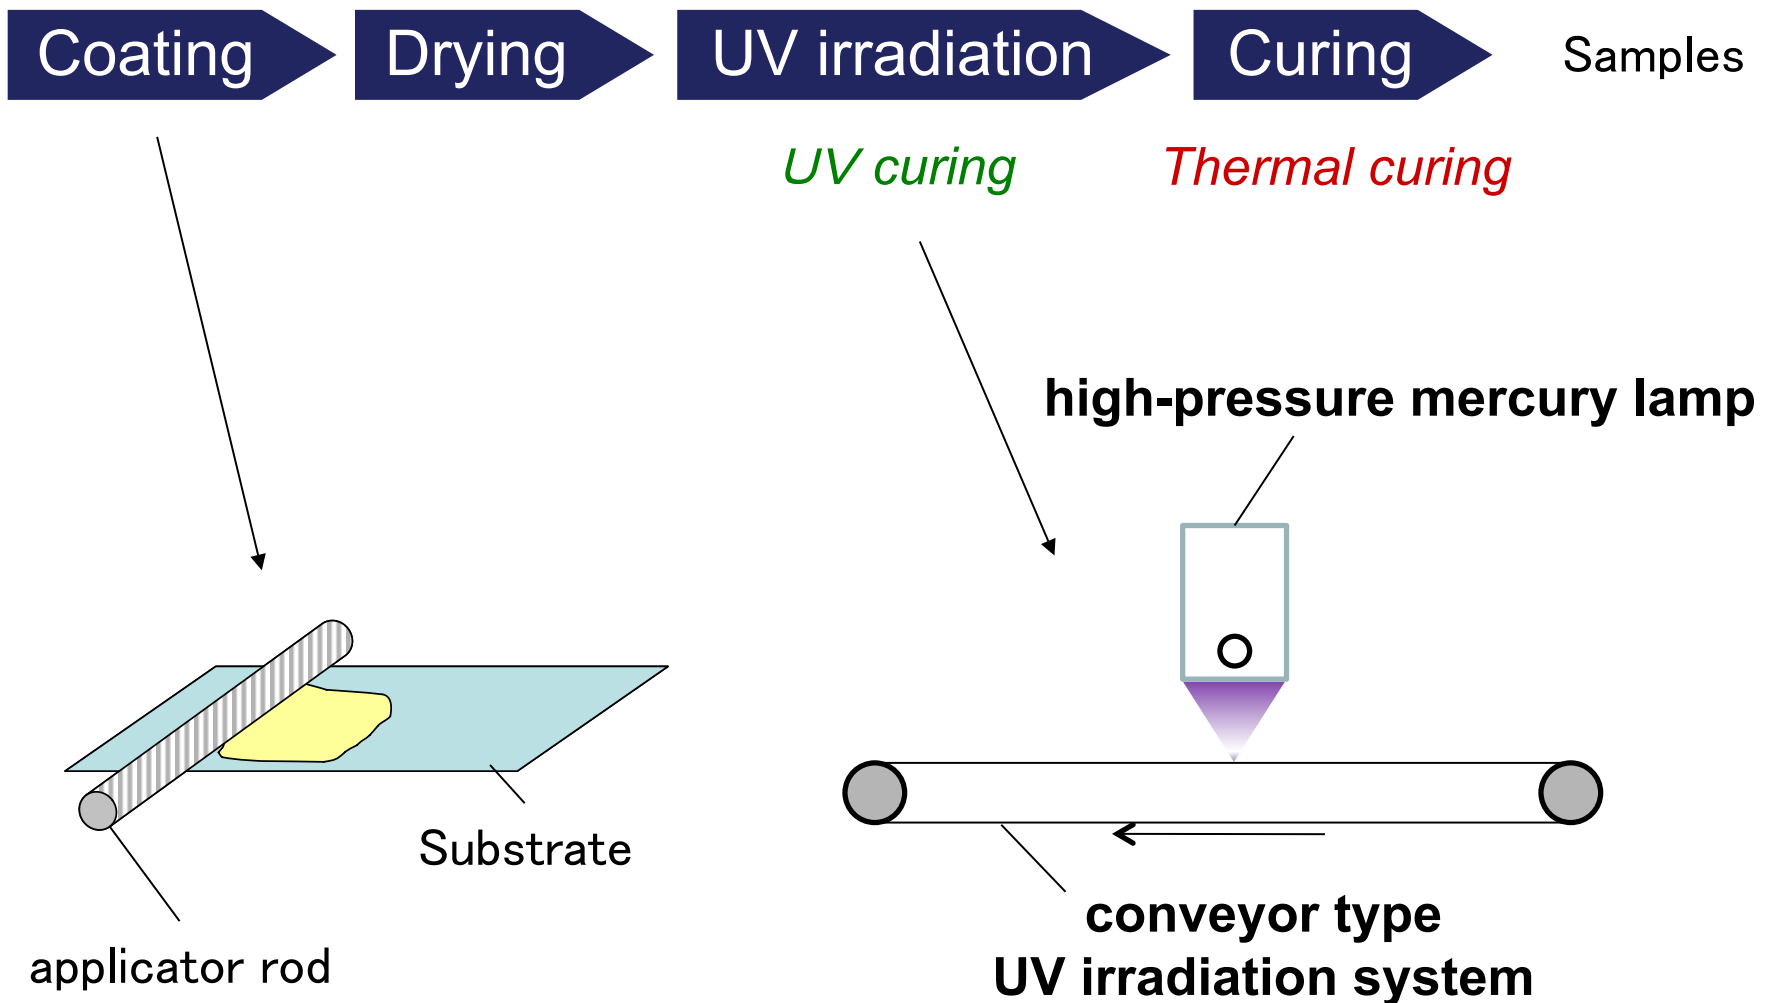 Coating
Drying
UV irradiation
Curing
Samples
UV curing
Thermal curing
high-pressure mercury lamp
Substrate
applicator rod
conveyor type
UV irradiation system